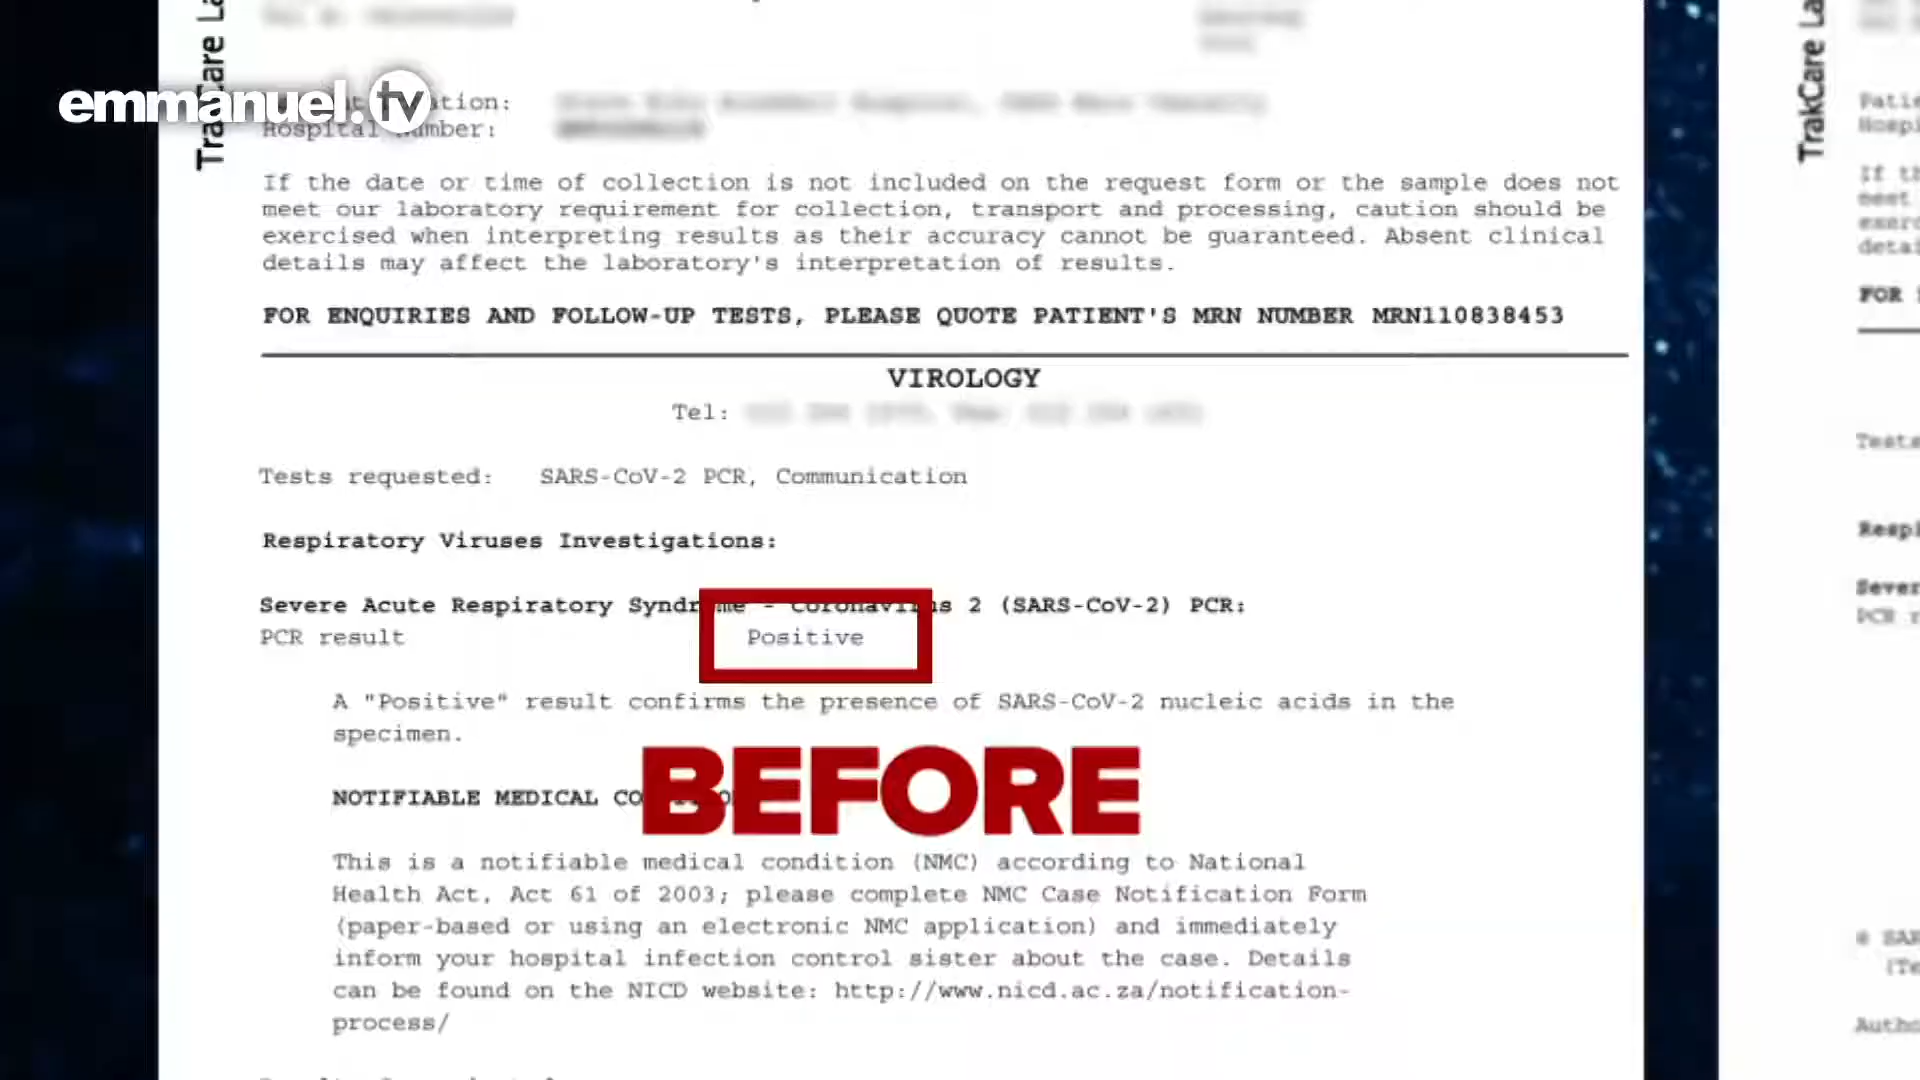 emmanuel.tv
TrakCare La
Hospital Number:
If the date or time of collection is not included on the request form or the sample does not
meet our laboratory requirement for collection, transport and processing, caution should be
exercised when interpreting results as their accuracy cannot be guaranteed. Absent clinical
details may affect the laboratory's interpretation of results.
FOR ENQUIRIES AND FOLLOW-UP TESTS, PLEASE QUOTE PATIENT'S MRN NUMBER MRN110838453
VIROLOGY
Tel:
Tests requested: SARS-CoV-2 PCR, Communication
Respiratory Viruses Investigations:
Severe Acute Respiratory Syndrome - Coronavirus 2 (SARS-CoV-2) PCR:
PCR result Positive
A "Positive" result confirms the presence of SARS-CoV-2 nucleic acids in the
specimen.
BEFORE
NOTIFIABLE MEDICAL
This is a notifiable medical condition (NMC) according to National
Health Act, Act 61 of 2003; please complete NMC Case Notification Form
(paper-based or using an electronic NMC application) and immediately
inform your hospital infection control sister about the case. Details
can be found on the NICD website: http://www.nicd.ac.za/notification-
process/
TrakCare La
FOR
Tests